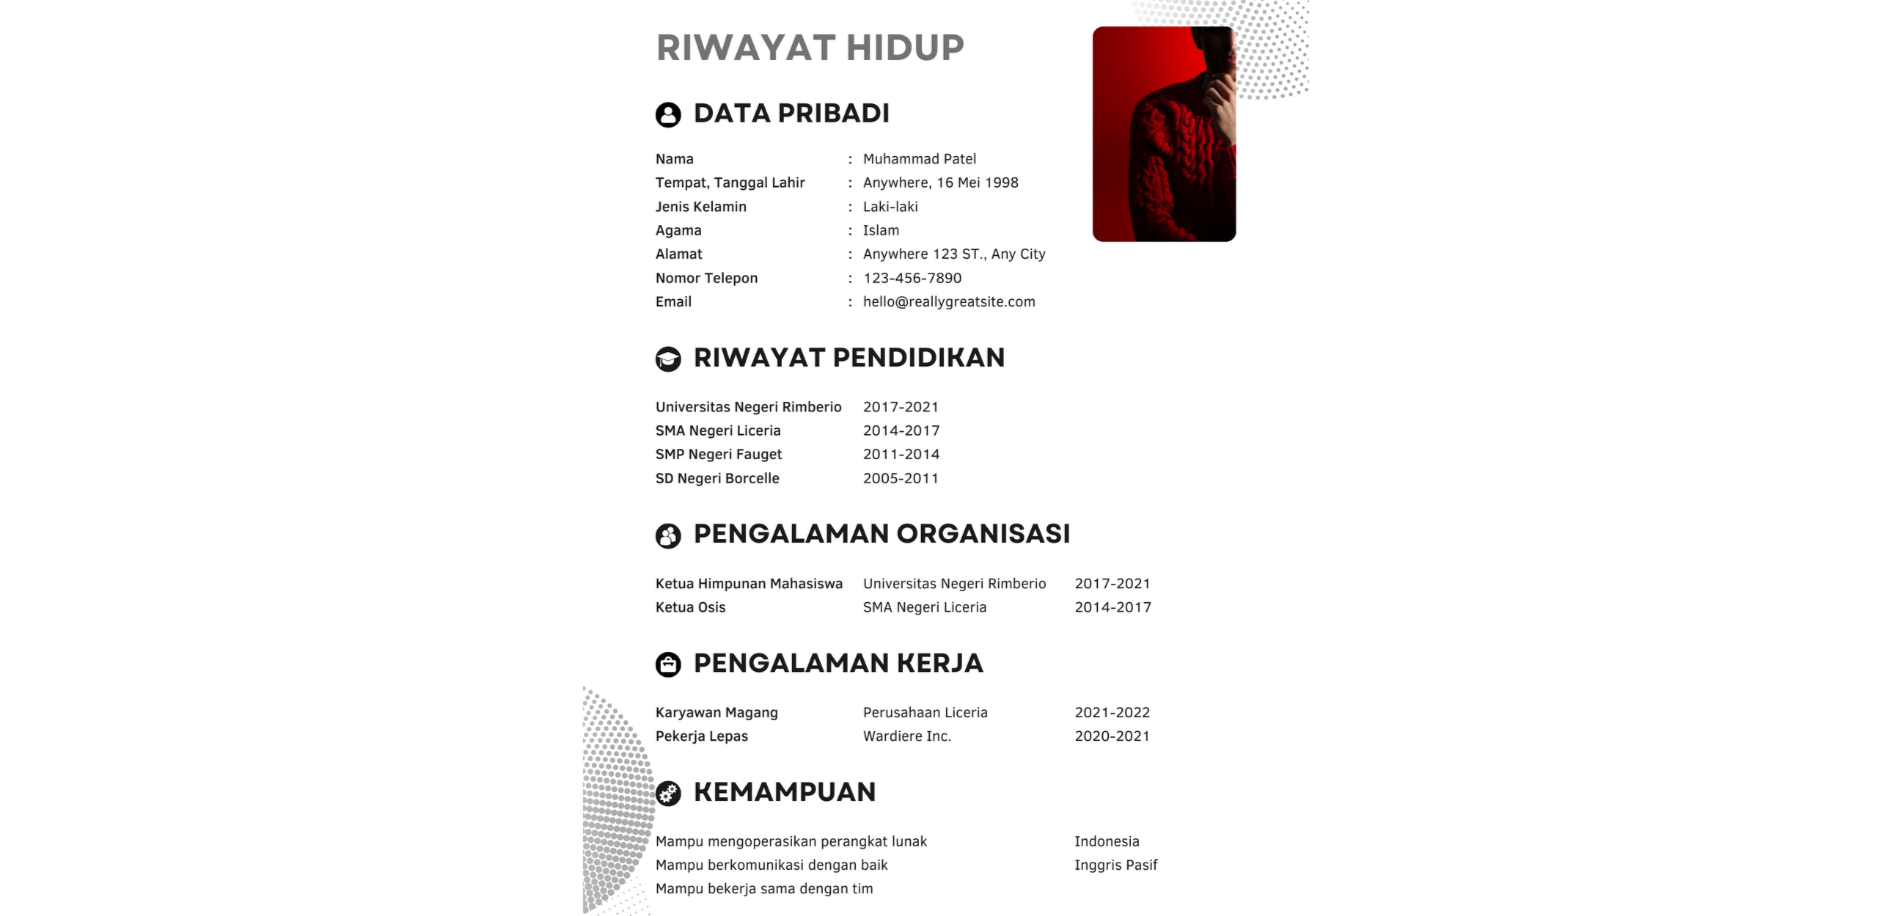 RIWAYAT HIDUP
DATA PRIBADI
Nama : Muhammad Patel
Tempat, Tanggal Lahir : Anywhere, 16 Mei 1998
Jenis Kelamin : Laki-laki
Agama : Islam
Alamat : Anywhere 123 ST., Any City
Nomor Telepon : 123-456-7890
Email : hello@reallygreatsite.com
RIWAYAT PENDIDIKAN
Universitas Negeri Rimberio 2017-2021
SMA Negeri Liceria 2014-2017
SMP Negeri Fauget 2011-2014
SD Negeri Borcelle 2005-2011
PENGALAMAN ORGANISASI
Ketua Himpunan Mahasiswa Universitas Negeri Rimberio 2017-2021
Ketua Osis SMA Negeri Liceria 2014-2017
PENGALAMAN KERJA
Karyawan Magang Perusahaan Liceria 2021-2022
Pekerja Lepas Wardiere Inc. 2020-2021
KEMAMPUAN
Mampu mengoperasikan perangkat lunak Indonesia
Mampu berkomunikasi dengan baik Inggris Pasif
Mampu bekerja sama dengan tim